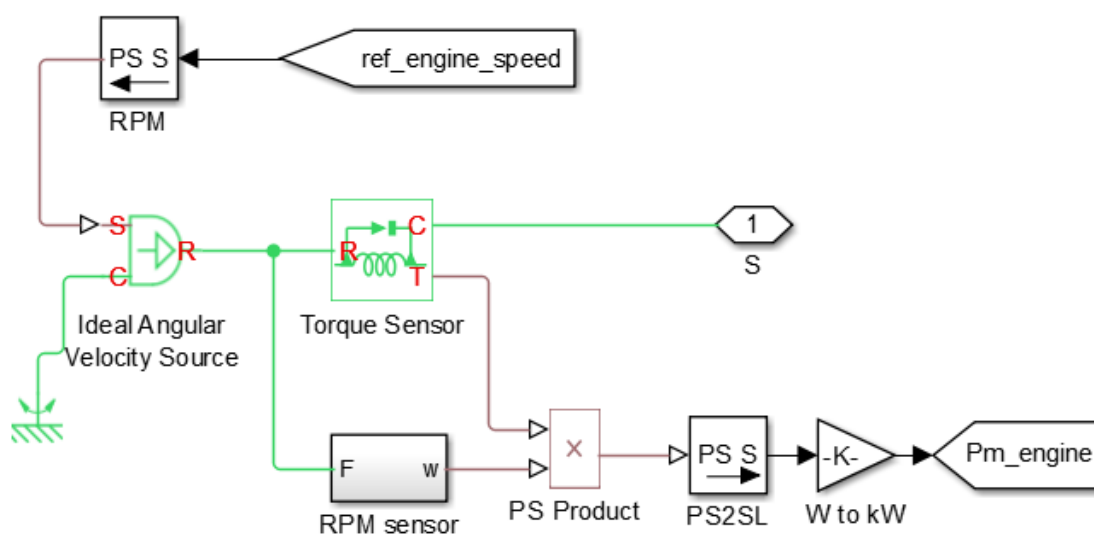 PS S
ref_engine_speed
RPM
S
C
R
Ideal Angular
Velocity Source
R
C
T
Torque Sensor
1
S
F
w
RPM sensor
×
PS Product
PS S
PS2SL
-K-
W to kW
Pm_engine